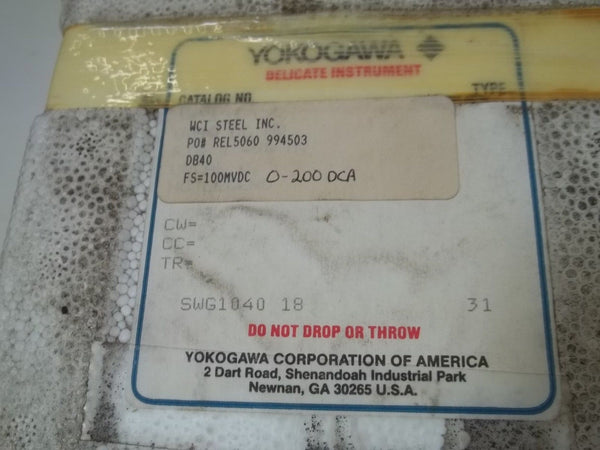 YOKOGAWA
DELICATE INSTRUMENT
CATALOG NO. TYPE
WCI STEEL INC.
PO# REL5060 994503
DB40
FS=100MVDC 0-200 DCA
CW=
CC=
TR=
SWG1040 18 31
DO NOT DROP OR THROW
YOKOGAWA CORPORATION OF AMERICA
2 Dart Road, Shenandoah Industrial Park
Newnan, GA 30265 U.S.A.